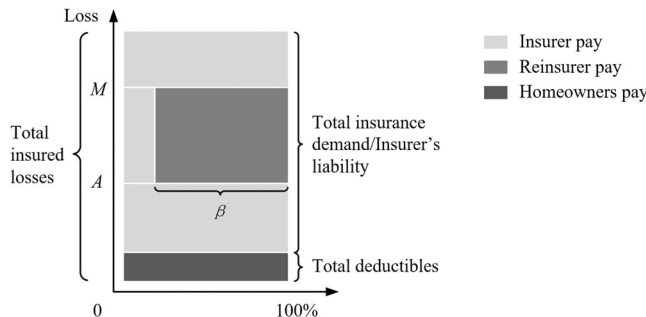 Loss
M
A
Total
insured
losses
Total insurance
demand/Insurer's
liability
β
Total deductibles
0
100%
Insurer pay
Reinsurer pay
Homeowners pay